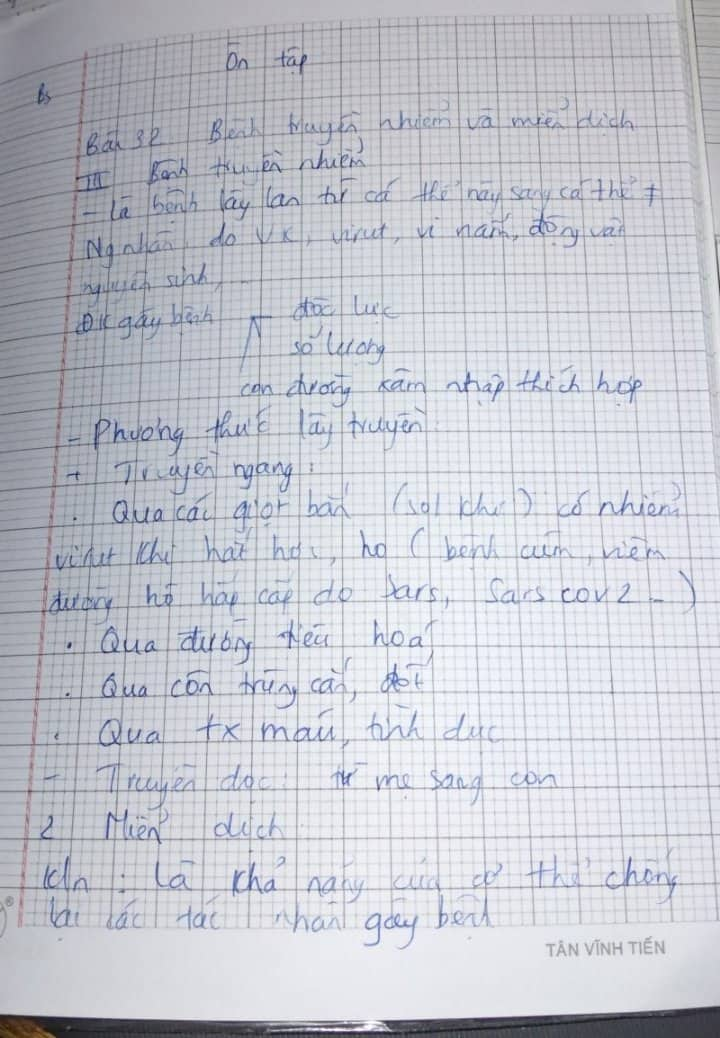 Ôn tập
Bs
Bài 32 Bệnh truyền nhiễm và miễn dịch
III Bệnh truyền nhiễm
- Là bệnh lây lan từ cá thể này sang cá thể ≠
Ng nhân do VK, virut, vi nấm, động vật
nguyên sinh, ...
ĐK gây bệnh độc lực
số lượng
con đường xâm nhập thích hợp
- Phương thức lây truyền:
+ Truyền ngang:
. Qua các giọt bắn (sol khí) có nhiễm
virut khi hắt hơi, ho (bệnh cúm, viêm
đường hô hấp cấp do Sars, Sars cov 2 ...)
. Qua đường tiêu hoá
. Qua côn trùng cắn, đốt
. Qua tx máu, tình dục
- Truyền dọc: từ mẹ sang con
2 Miễn dịch
Kn : Là khả năng của cơ thể chống
lại các tác nhân gây bệnh
TÂN VĨNH TIẾN